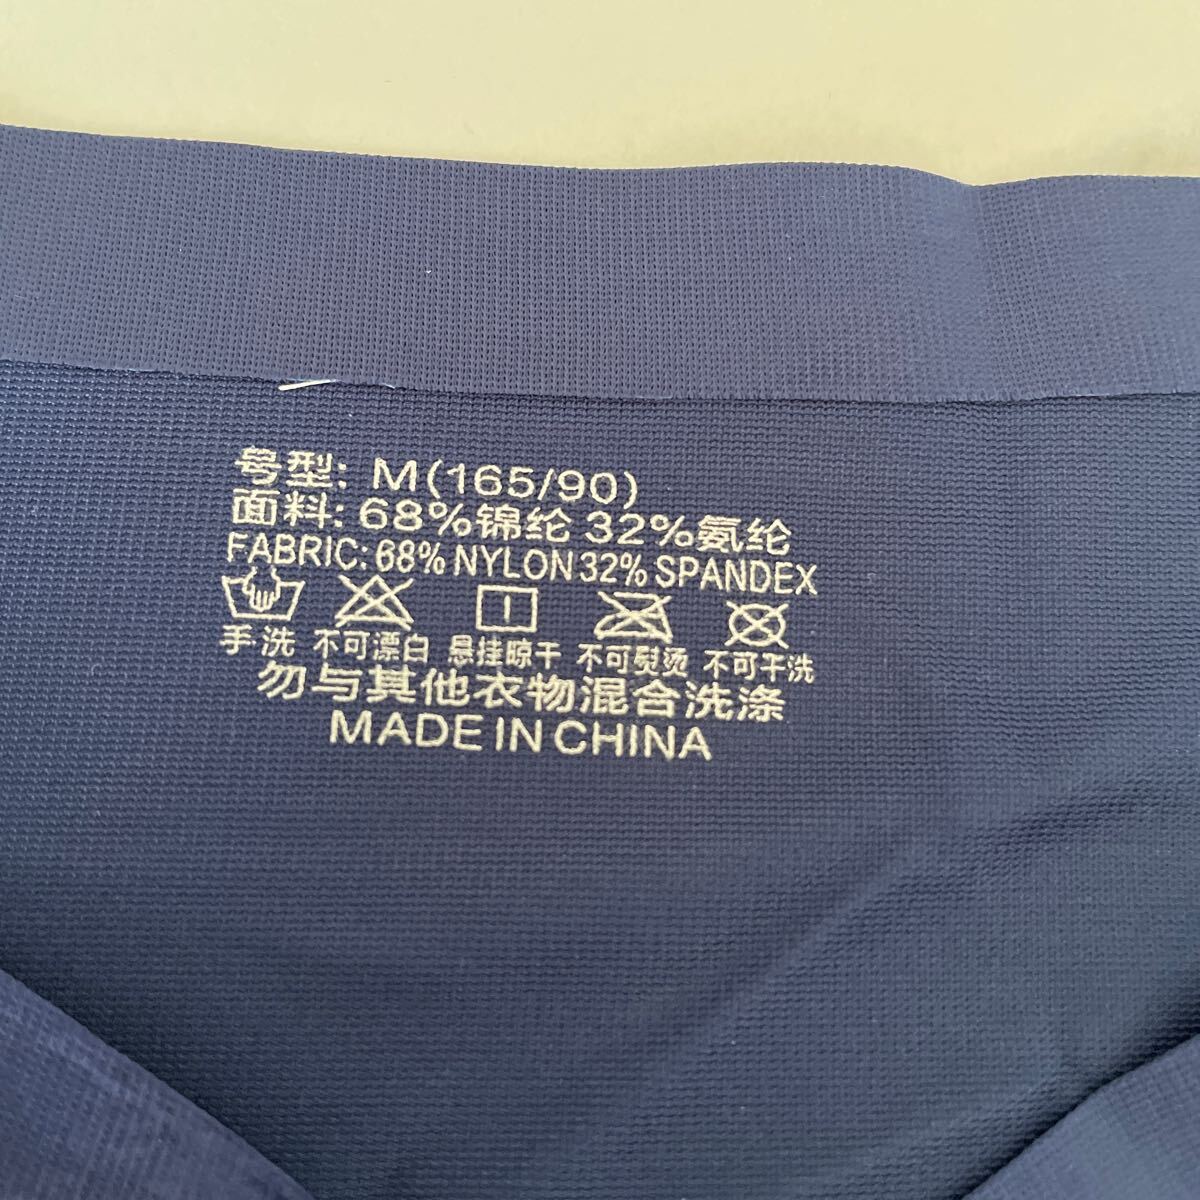 号型: M(165/90)
面料: 68%锦纶 32%氨纶
FABRIC: 68% NYLON 32% SPANDEX
手洗 不可漂白 悬挂晾干 不可熨烫 不可干洗
勿与其他衣物混合洗涤
MADE IN CHINA